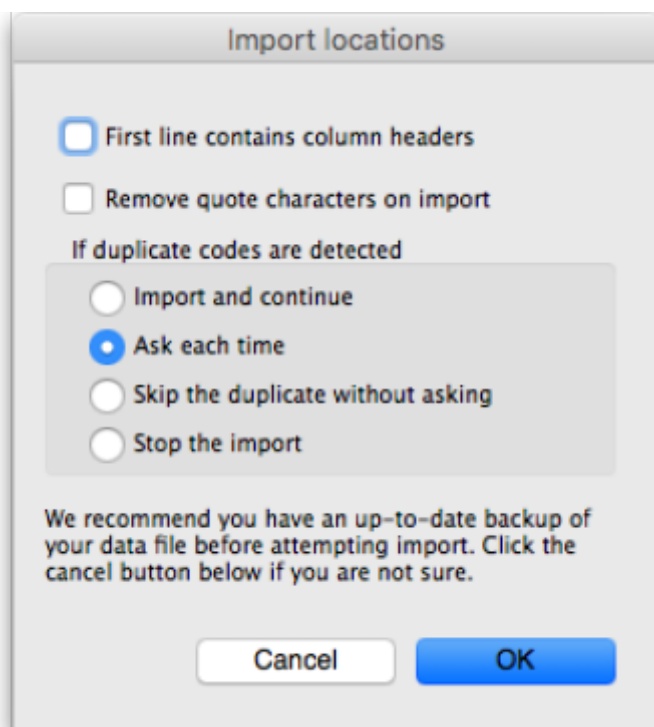 Import locations
First line contains column headers
Remove quote characters on import
If duplicate codes are detected
Import and continue
Ask each time
Skip the duplicate without asking
Stop the import
We recommend you have an up-to-date backup of
your data file before attempting import. Click the
cancel button below if you are not sure.
Cancel
OK